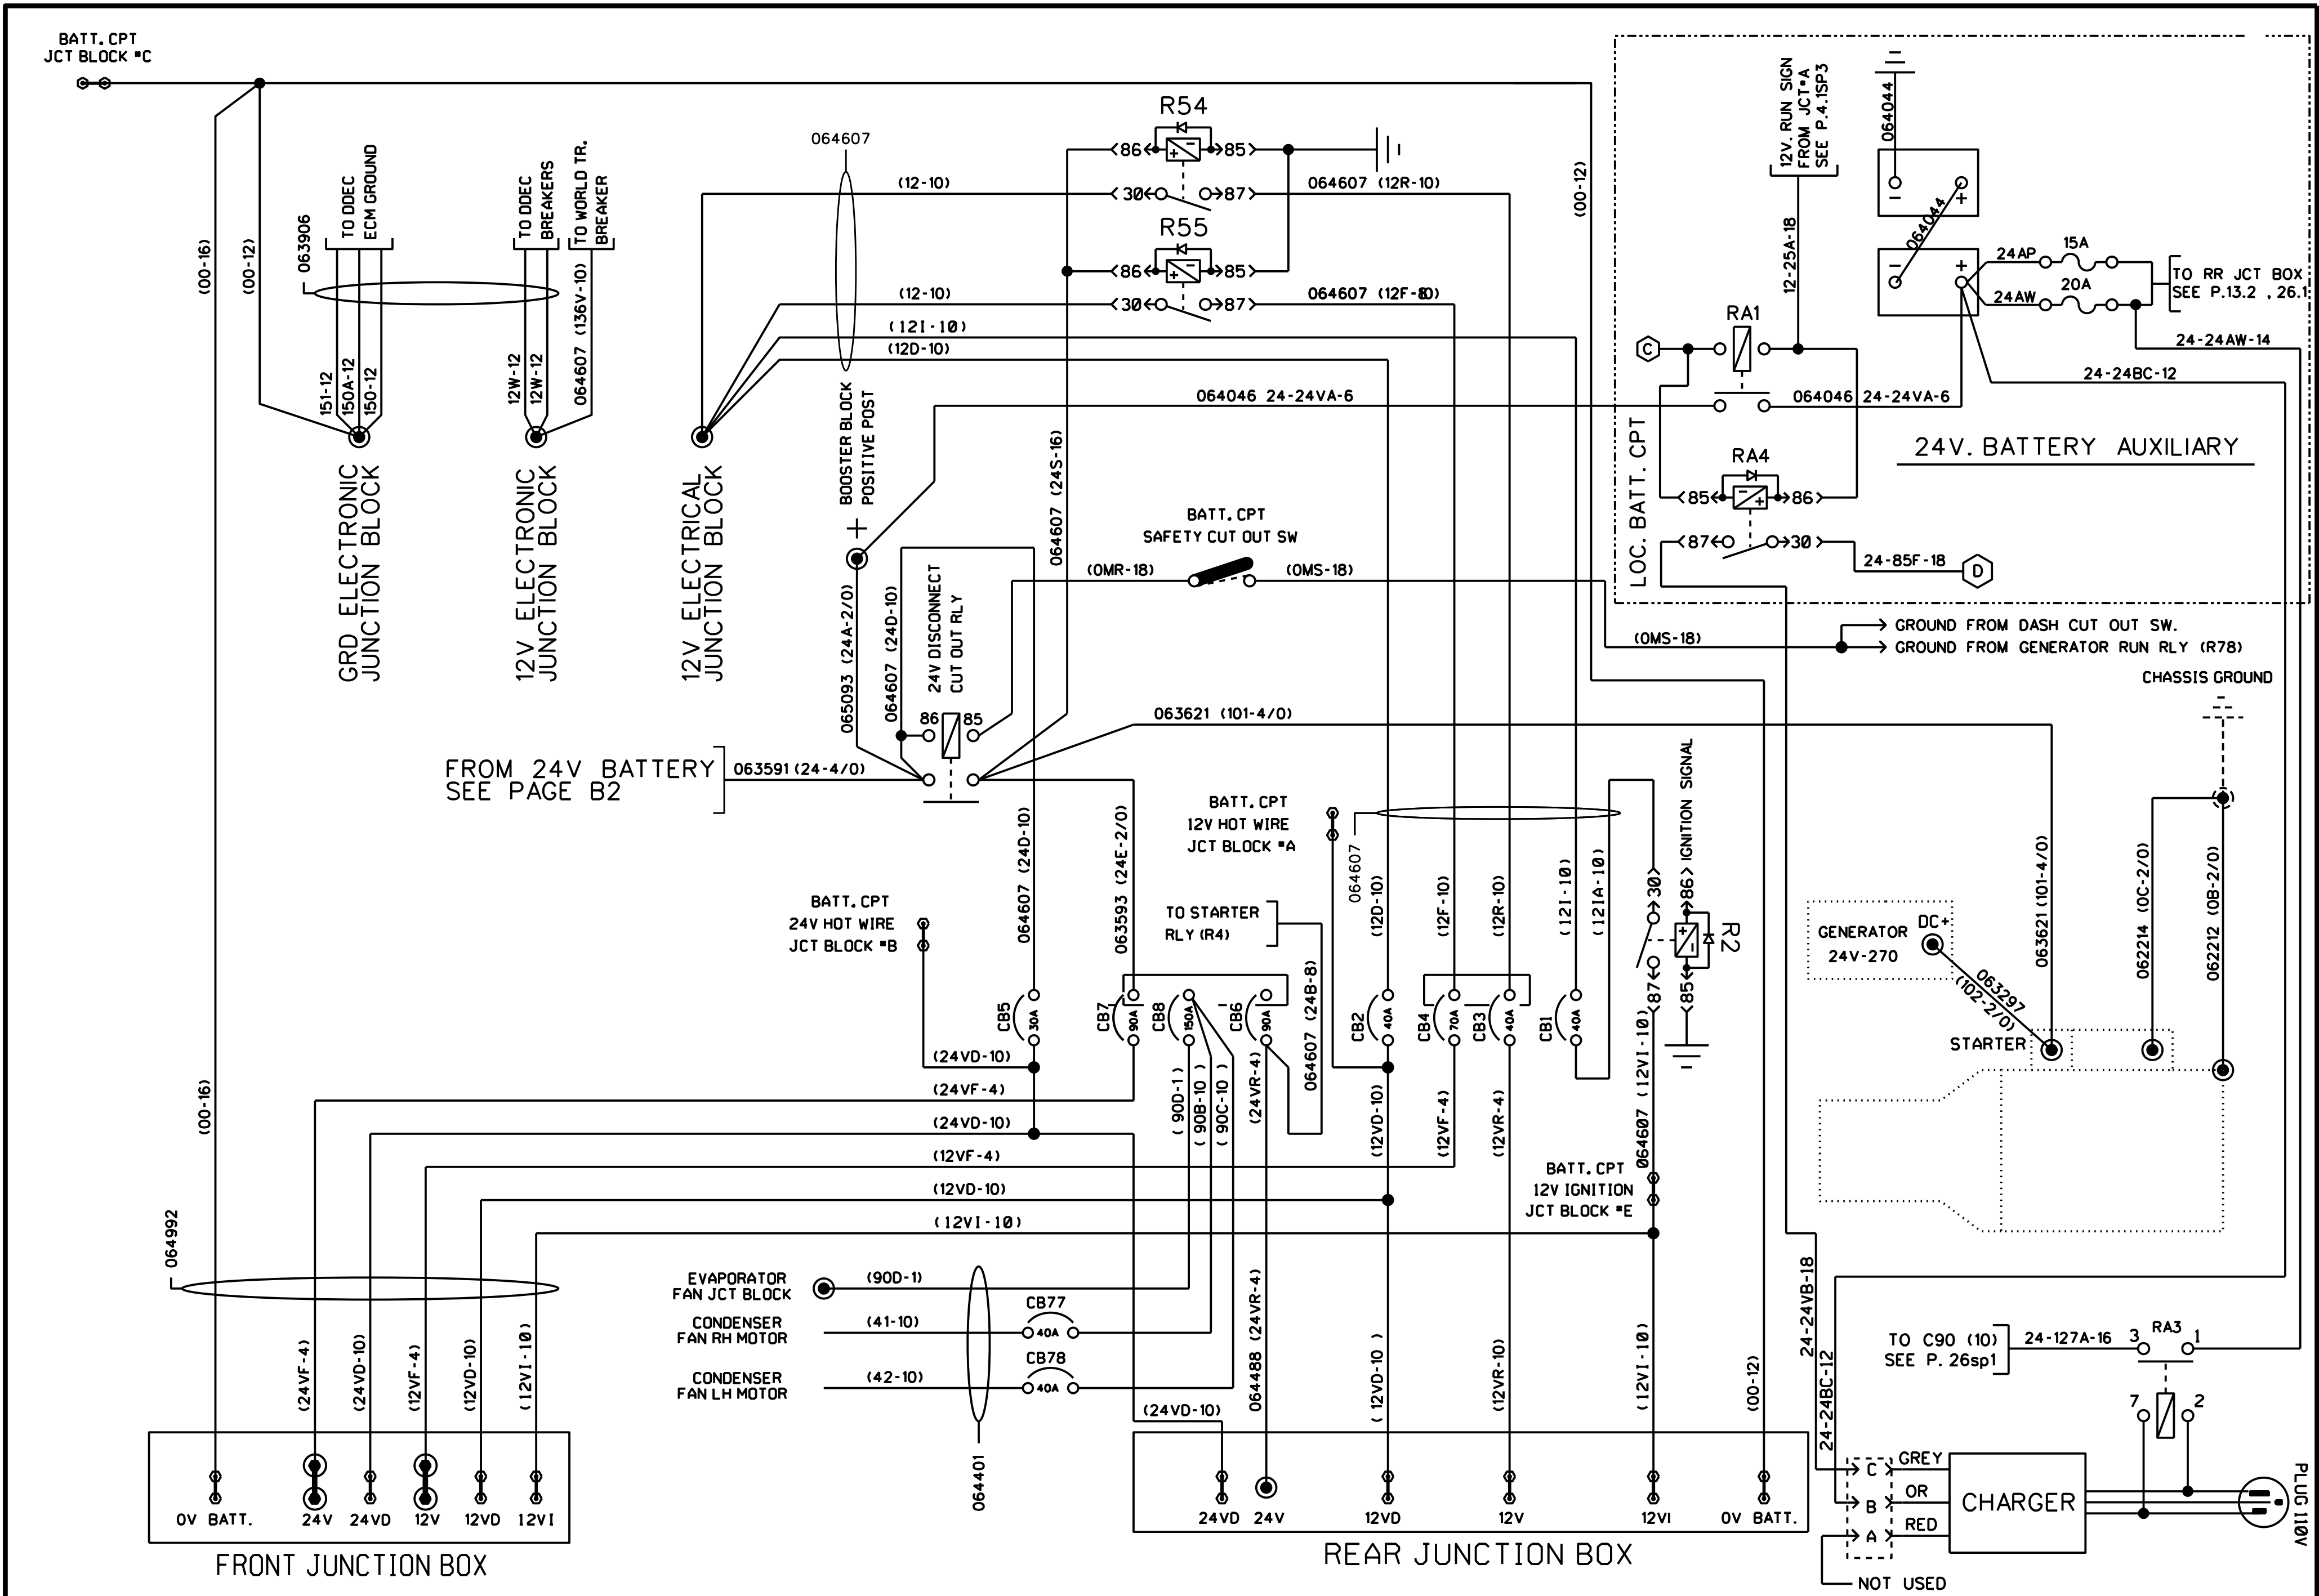 BATT. CPT
JCT BLOCK "C
(00-16)
(00-12)
063906
TO DDEC
ECM GROUND
151-12
150A-12
150-12
GRD ELECTRONIC
JUNCTION BLOCK
TO DDEC
BREAKERS
TO WORLD TR.
BREAKER
12W-12
12W-12
064607 (136V-10)
12V ELECTRONIC
JUNCTION BLOCK
12V ELECTRICAL
JUNCTION BLOCK
064607
(12-10)
(12-10)
(12I-10)
(12D-10)
R54
86
85
30
87
064607 (12R-10)
R55
86
85
30
87
064607 (12F-10)
(00-12)
BOOSTER BLOCK
POSITIVE POST
+
064046 24-24VA-6
064607 (24S-16)
065093 (24A-2/0)
064607 (24D-10)
24V DISCONNECT
CUT OUT RLY
86
85
BATT. CPT
SAFETY CUT OUT SW
(0MR-18)
(0MS-18)
(0MS-18)
GROUND FROM DASH CUT OUT SW.
GROUND FROM GENERATOR RUN RLY (R78)
12V. RUN SIGN
FROM JCT"A
SEE P.4.1SP3
12-25A-18
064044
064044
24AP
15A
24AW
20A
TO RR JCT BOX
SEE P.13.2 , 26.1
24-24AW-14
24-24BC-12
RA1
C
064046 24-24VA-6
24V. BATTERY AUXILIARY
LOC. BATT. CPT
RA4
85
86
87
30
24-85F-18
D
FROM 24V BATTERY
SEE PAGE B2
063591 (24-4/0)
063621 (101-4/0)
CHASSIS GROUND
BATT. CPT
24V HOT WIRE
JCT BLOCK "B
064607 (24D-10)
063593 (24E-2/0)
BATT. CPT
12V HOT WIRE
JCT BLOCK "A
064607
TO STARTER
RLY (R4)
064607 (24B-8)
(12D-10)
(12F-10)
(12R-10)
(12I-10)
(12IA-10)
IGNITION SIGNAL
30
86
R2
87
85
064607 (12VI-10)
CB5
30A
CB7
90A
CB8
150A
CB6
90A
CB2
40A
CB4
70A
CB3
40A
CB1
40A
GENERATOR
24V-270
DC+
063297
(102-2/0)
STARTER
063621 (101-4/0)
062214 (0C-2/0)
062212 (0B-2/0)
(24VD-10)
(24VF-4)
(24VD-10)
(12VF-4)
(12VD-10)
(12VI-10)
(00-16)
(90D-1)
(90B-10)
(90C-10)
(24VR-4)
(12VD-10)
(12VF-4)
(12VR-4)
BATT. CPT
12V IGNITION
JCT BLOCK "E
064992
EVAPORATOR
FAN JCT BLOCK
(90D-1)
CONDENSER
FAN RH MOTOR
(41-10)
CB77
40A
CONDENSER
FAN LH MOTOR
(42-10)
CB78
40A
064401
(24VF-4)
(24VD-10)
(12VF-4)
(12VD-10)
(12VI-10)
(24VD-10)
064488 (24VR-4)
(12VD-10)
(12VR-10)
(12VI-10)
(00-12)
24-24VB-18
24-24BC-12
TO C90 (10)
SEE P. 26sp1
24-127A-16
RA3
3
1
7
2
0V BATT.
24V
24VD
12V
12VD
12VI
FRONT JUNCTION BOX
24VD
24V
12VD
12V
12VI
0V BATT.
REAR JUNCTION BOX
C
GREY
B
OR
A
RED
CHARGER
PLUG 110V
NOT USED